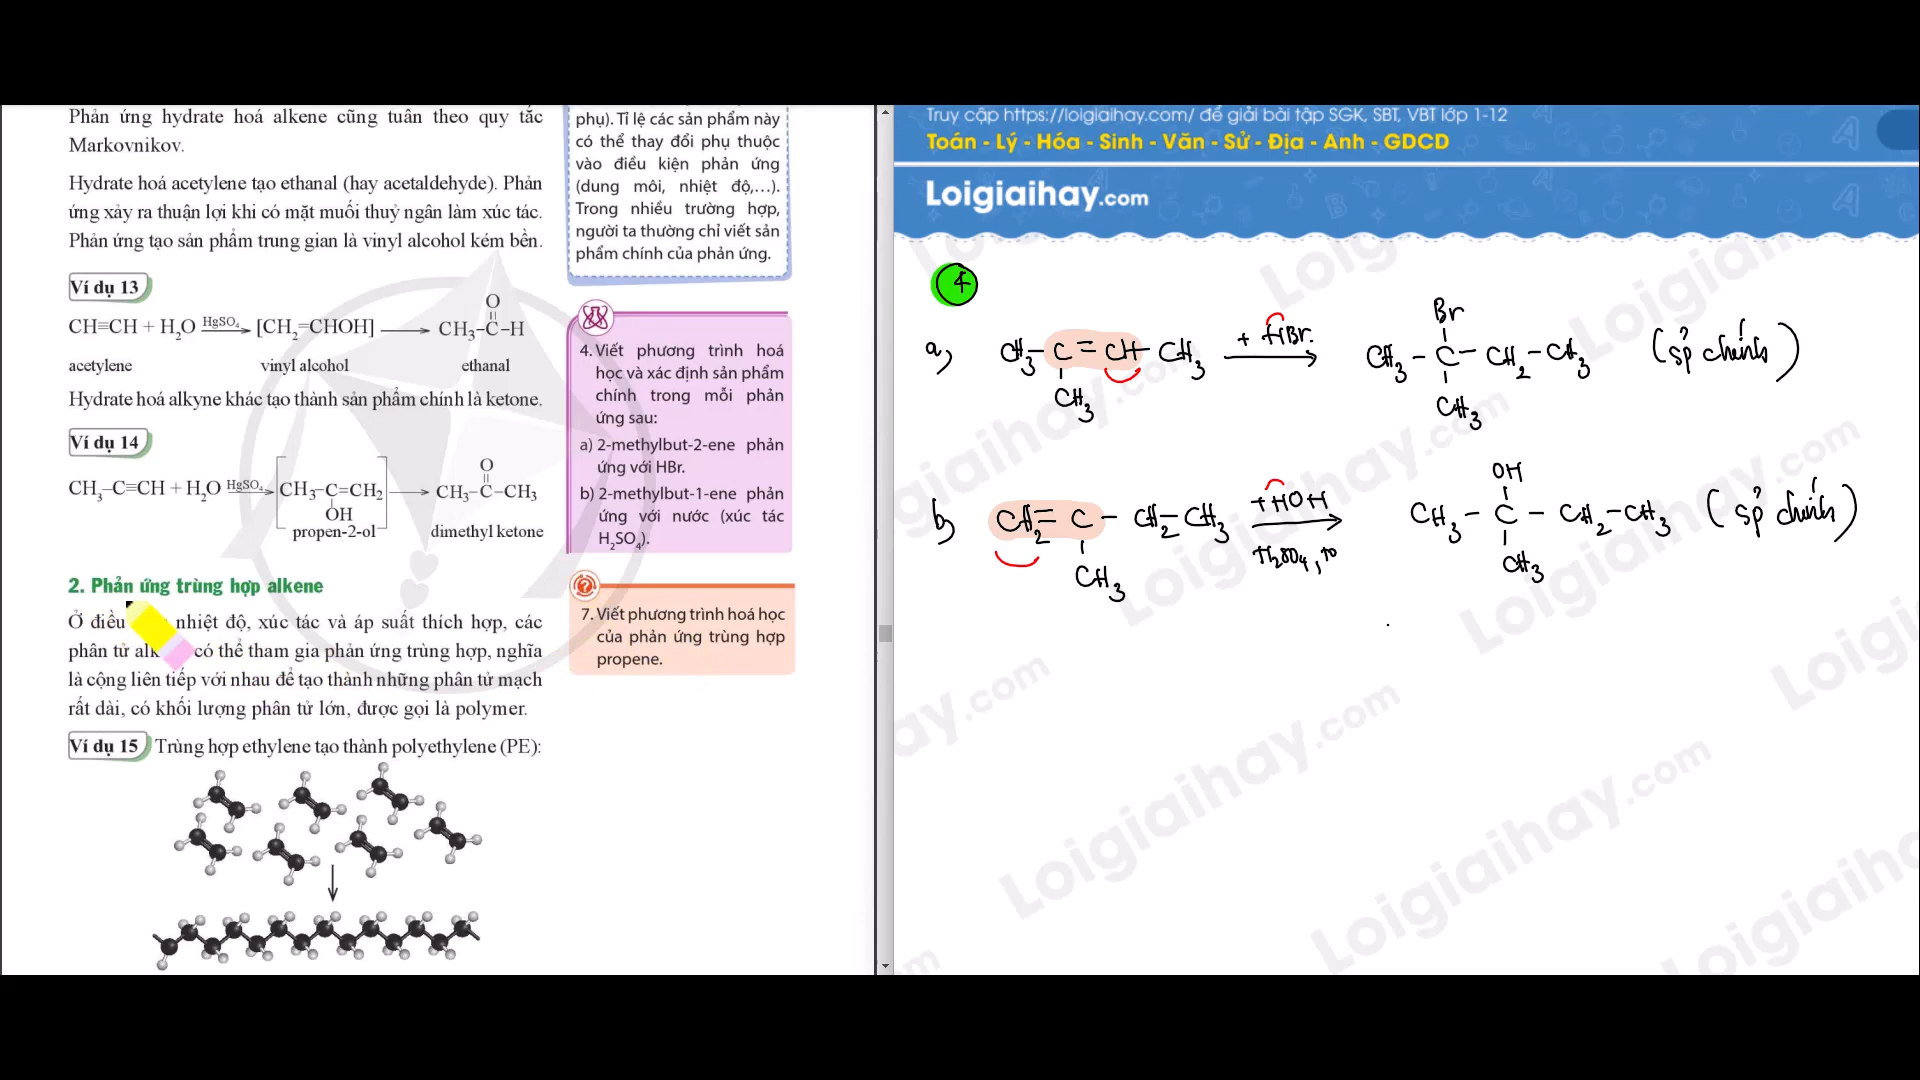 Phản ứng hydrate hoá alkene cũng tuân theo quy tắc
Markovnikov.
Hydrate hoá acetylene tạo ethanal (hay acetaldehyde). Phản
ứng xảy ra thuận lợi khi có mặt muối thuỷ ngân làm xúc tác.
Phản ứng tạo sản phẩm trung gian là vinyl alcohol kém bền.
Ví dụ 13
O
CH≡CH + H₂O HgSO₄ [CH₂=CHOH] CH₃–C–H
acetylene vinyl alcohol ethanal
Hydrate hoá alkyne khác tạo thành sản phẩm chính là ketone.
Ví dụ 14
O
CH₃–C≡CH + H₂O HgSO₄ CH₃–C=CH₂ CH₃–C–CH₃
OH
propen-2-ol dimethyl ketone
2. Phản ứng trùng hợp alkene
Ở điều nhiệt độ, xúc tác và áp suất thích hợp, các
phân tử alk có thể tham gia phản ứng trùng hợp, nghĩa
là cộng liên tiếp với nhau để tạo thành những phân tử mạch
rất dài, có khối lượng phân tử lớn, được gọi là polymer.
Ví dụ 15 Trùng hợp ethylene tạo thành polyethylene (PE):
phụ). Tỉ lệ các sản phẩm này
có thể thay đổi phụ thuộc
vào điều kiện phản ứng
(dung môi, nhiệt độ,...).
Trong nhiều trường hợp,
người ta thường chỉ viết sản
phẩm chính của phản ứng.
4. Viết phương trình hoá
học và xác định sản phẩm
chính trong mỗi phản
ứng sau:
a) 2-methylbut-2-ene phản
ứng với HBr.
b) 2-methylbut-1-ene phản
ứng với nước (xúc tác
H₂SO₄).
7. Viết phương trình hoá học
của phản ứng trùng hợp
propene.
Truy cập https://loigiaihay.com/ để giải bài tập SGK, SBT, VBT lớp 1-12
Toán - Lý - Hóa - Sinh - Văn - Sử - Địa - Anh - GDCD
Loigiaihay.com
4
Br
a) CH₃ – C = CH – CH₃ + HBr. CH₃ – C – CH₂ – CH₃ (sp chính)
CH₃ CH₃
OH
b) CH₂ = C – CH₂ – CH₃ + HOH CH₃ – C – CH₂ – CH₃ (sp chính)
H₂SO₄, t⁰
CH₃ CH₃